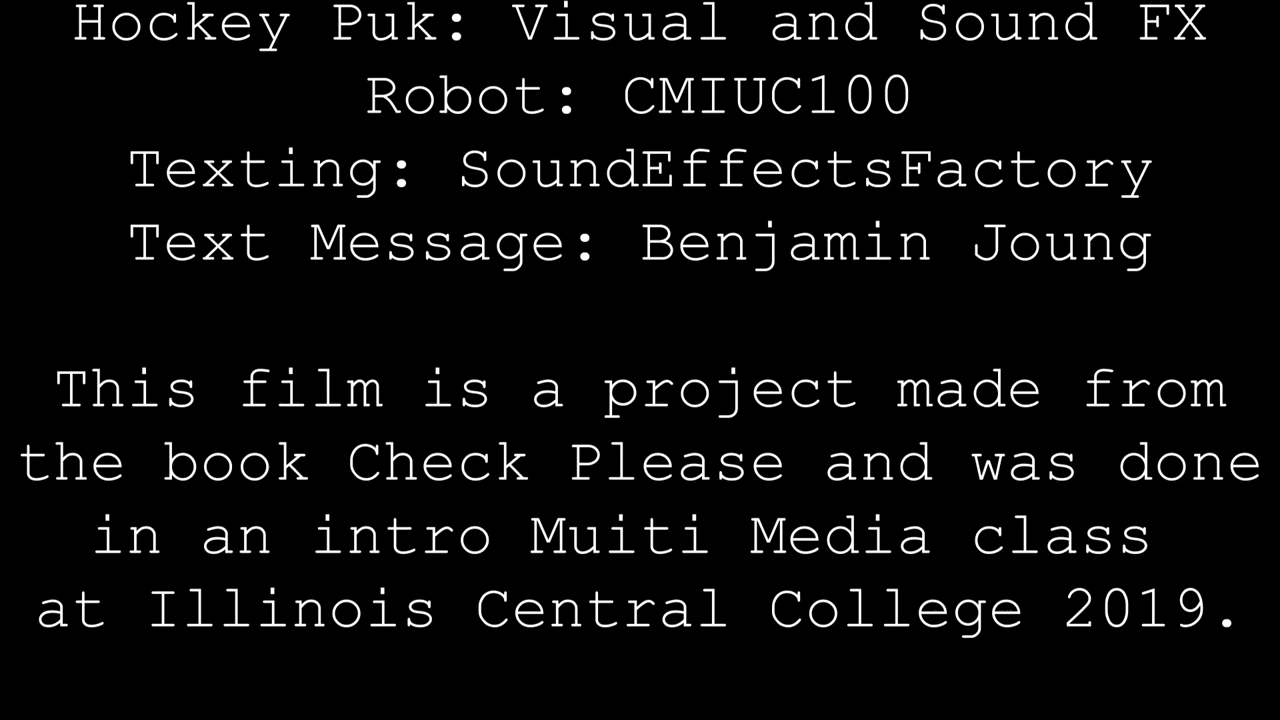 Hockey Puk: Visual and Sound FX
Robot: CMIUC100
Texting: SoundEffectsFactory
Text Message: Benjamin Joung
This film is a project made from
the book Check Please and was done
in an intro Muiti Media class
at Illinois Central College 2019.